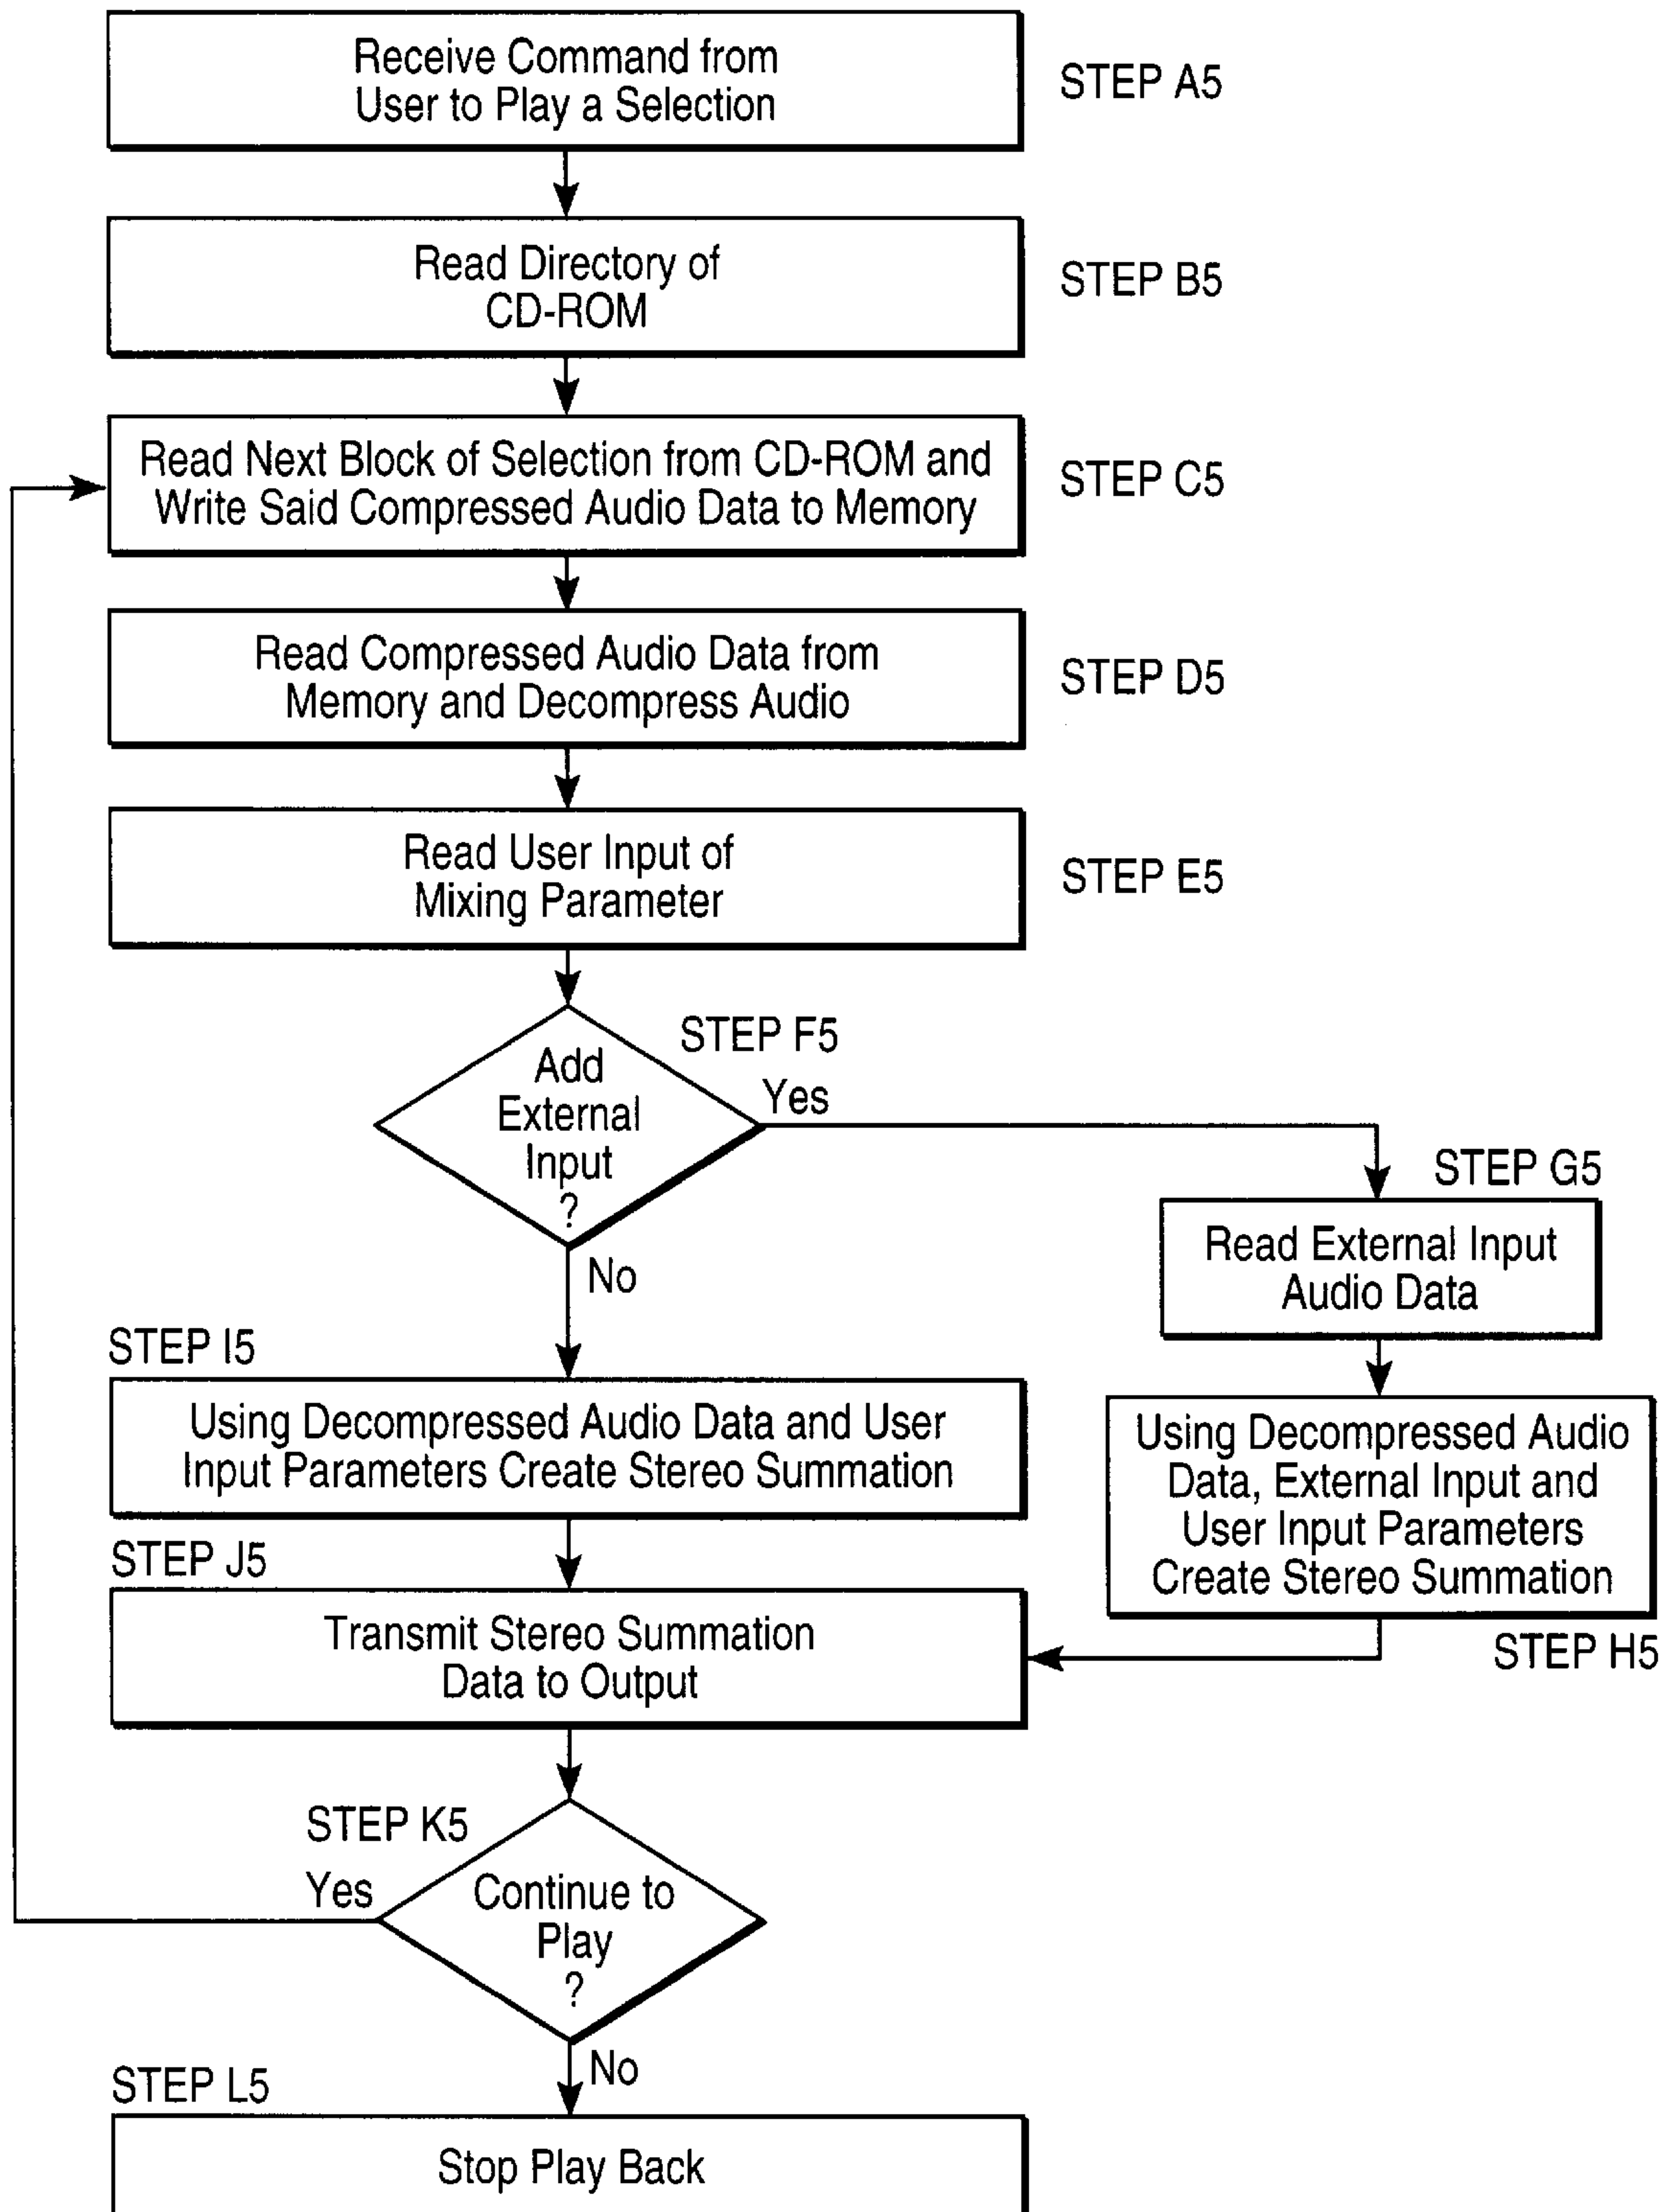 Receive Command from
User to Play a Selection
STEP A5
Read Directory of
CD-ROM
STEP B5
Read Next Block of Selection from CD-ROM and
Write Said Compressed Audio Data to Memory
STEP C5
Read Compressed Audio Data from
Memory and Decompress Audio
STEP D5
Read User Input of
Mixing Parameter
STEP E5
STEP F5
Add
External
Input
?
Yes
No
STEP G5
Read External Input
Audio Data
STEP I5
Using Decompressed Audio Data and User
Input Parameters Create Stereo Summation
Using Decompressed Audio
Data, External Input and
User Input Parameters
Create Stereo Summation
STEP H5
STEP J5
Transmit Stereo Summation
Data to Output
STEP K5
Yes
Continue to
Play
?
No
STEP L5
Stop Play Back